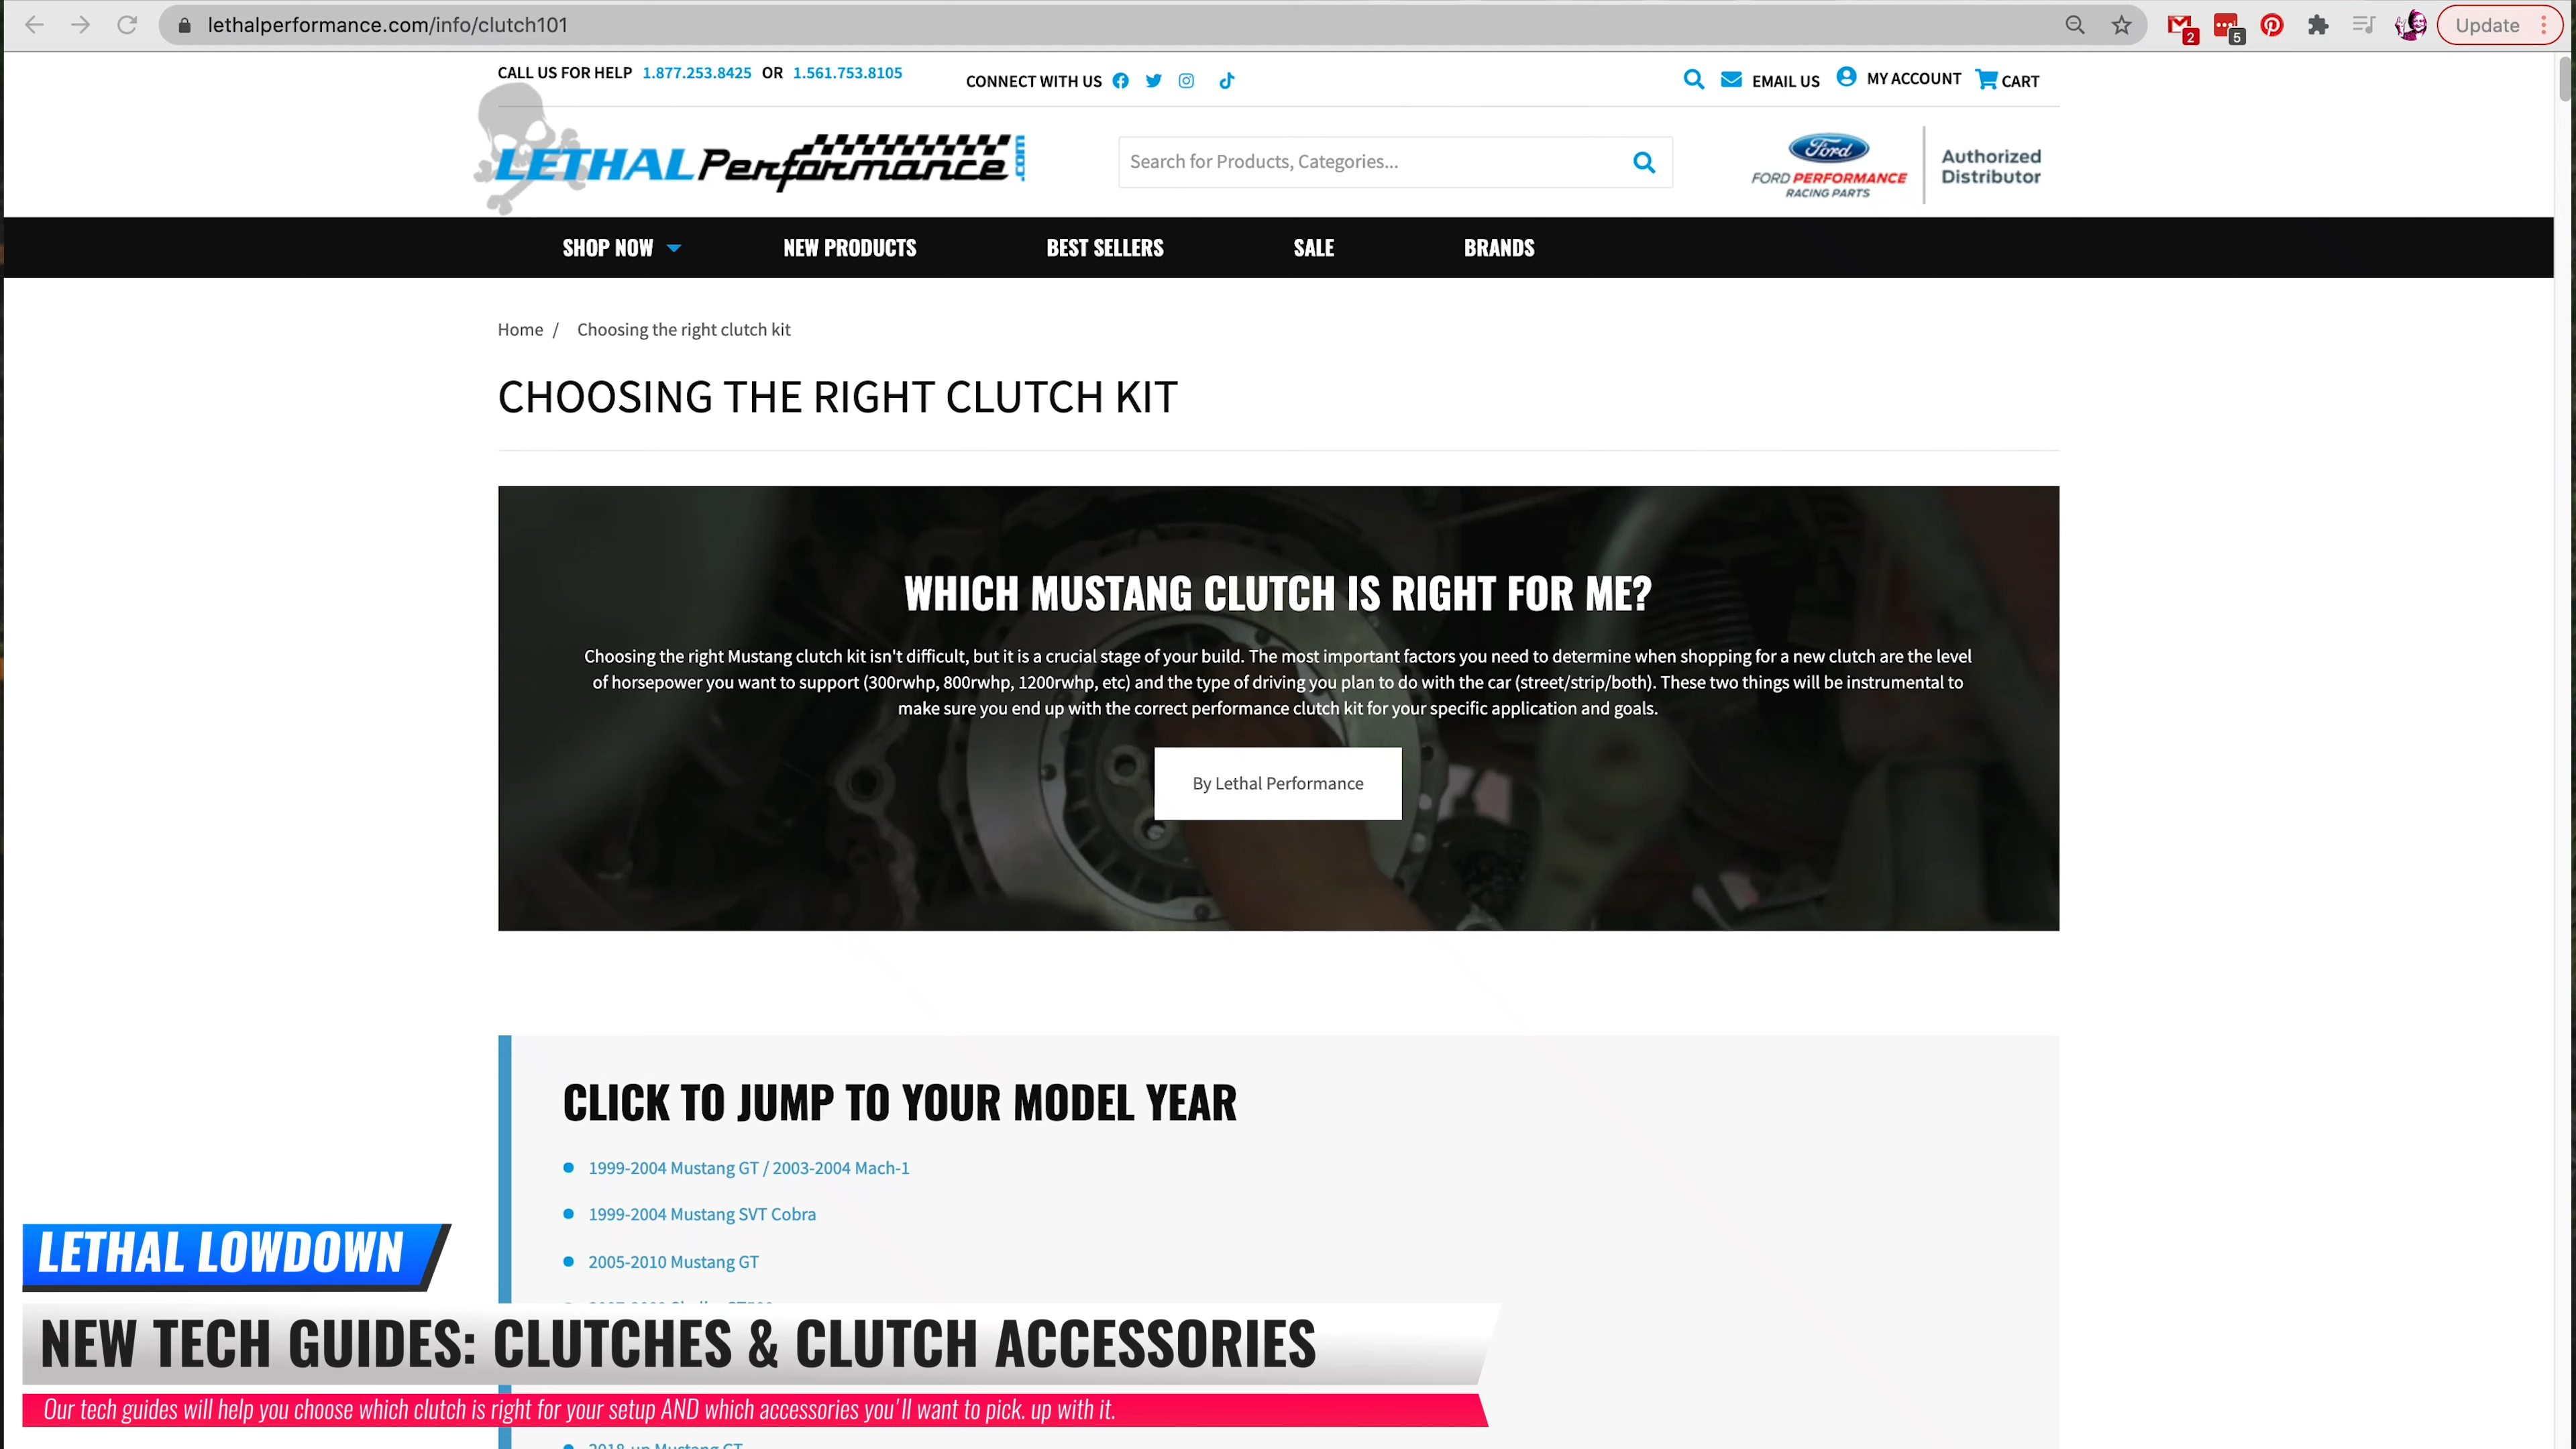 lethalperformance.com/info/clutch101
2
5
Update
CALL US FOR HELP 1.877.253.8425 OR 1.561.753.8105
CONNECT WITH US
EMAIL US
MY ACCOUNT
CART
LETHAL Performance .com
Search for Products, Categories...
Ford
FORD PERFORMANCE
RACING PARTS
Authorized
Distributor
SHOP NOW
NEW PRODUCTS
BEST SELLERS
SALE
BRANDS
Home / Choosing the right clutch kit
CHOOSING THE RIGHT CLUTCH KIT
WHICH MUSTANG CLUTCH IS RIGHT FOR ME?
Choosing the right Mustang clutch kit isn't difficult, but it is a crucial stage of your build. The most important factors you need to determine when shopping for a new clutch are the level
of horsepower you want to support (300rwhp, 800rwhp, 1200rwhp, etc) and the type of driving you plan to do with the car (street/strip/both). These two things will be instrumental to
make sure you end up with the correct performance clutch kit for your specific application and goals.
By Lethal Performance
CLICK TO JUMP TO YOUR MODEL YEAR
1999-2004 Mustang GT / 2003-2004 Mach-1
1999-2004 Mustang SVT Cobra
2005-2010 Mustang GT
LETHAL LOWDOWN
NEW TECH GUIDES: CLUTCHES & CLUTCH ACCESSORIES
Our tech guides will help you choose which clutch is right for your setup AND which accessories you'll want to pick. up with it.
2018-up Mustang GT